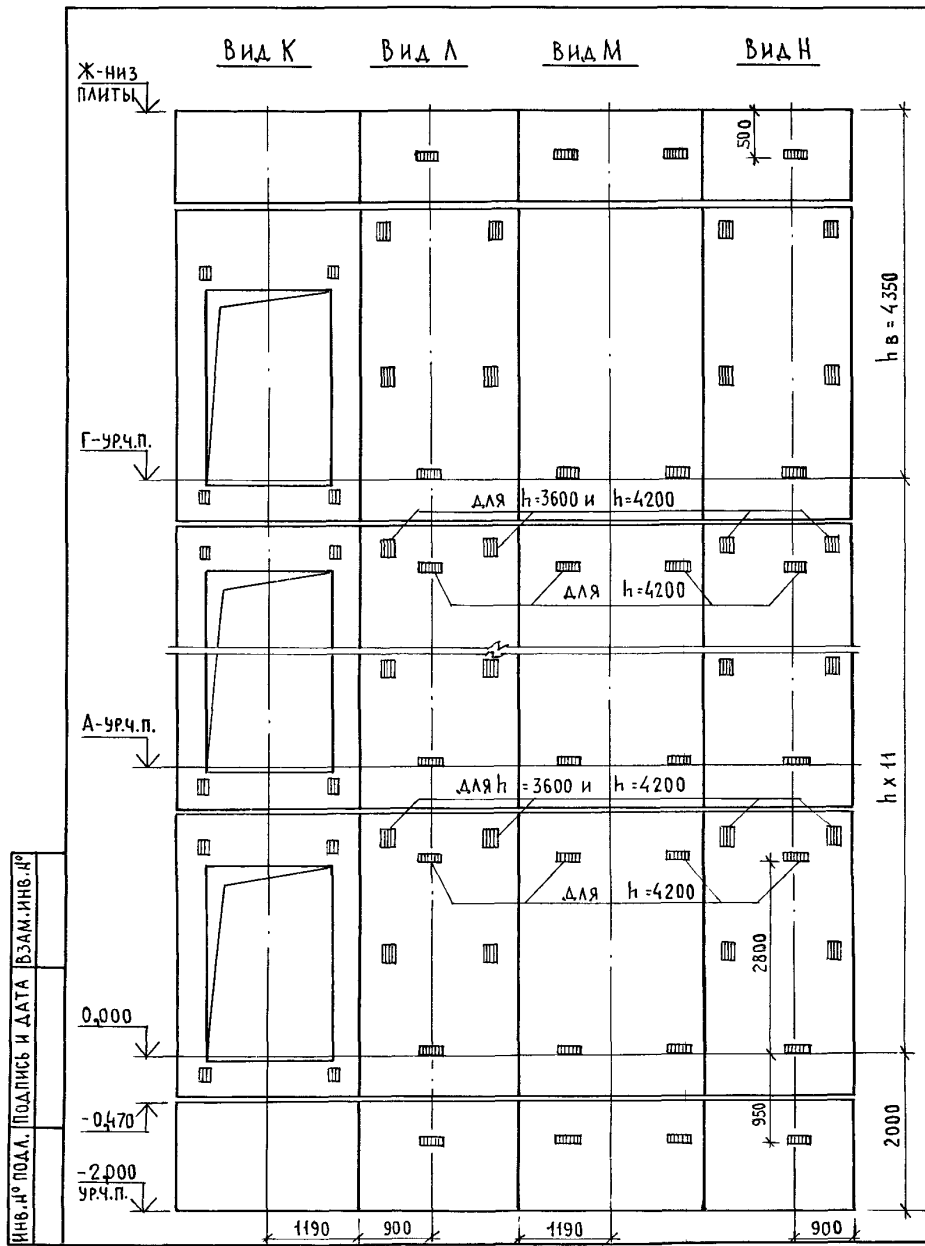 Вид К
Вид Л
Вид М
Вид Н
Ж-низ
плиты
500
hв = 4350
Г-ур.ч.п.
для h=3600 и h=4200
для h=4200
А-ур.ч.п.
для h=3600 и h=4200
для h=4200
h x 11
2800
0,000
950
-0,470
2000
-2,000
ур.ч.п.
1190
900
1190
900
Инв.№ подл.
Подпись и дата
Взам.инв.№